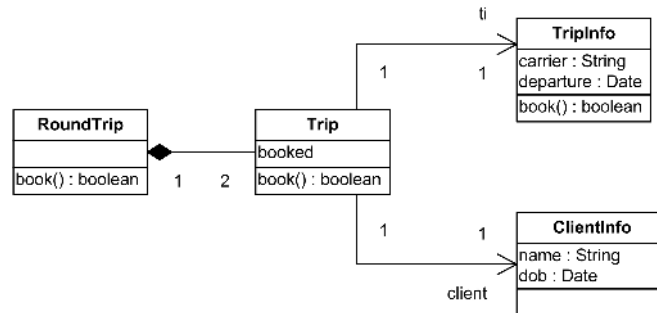 ti
TripInfo
carrier : String
departure : Date
book() : boolean
1
1
RoundTrip
book() : boolean
1
2
Trip
booked
book() : boolean
1
1
client
ClientInfo
name : String
dob : Date